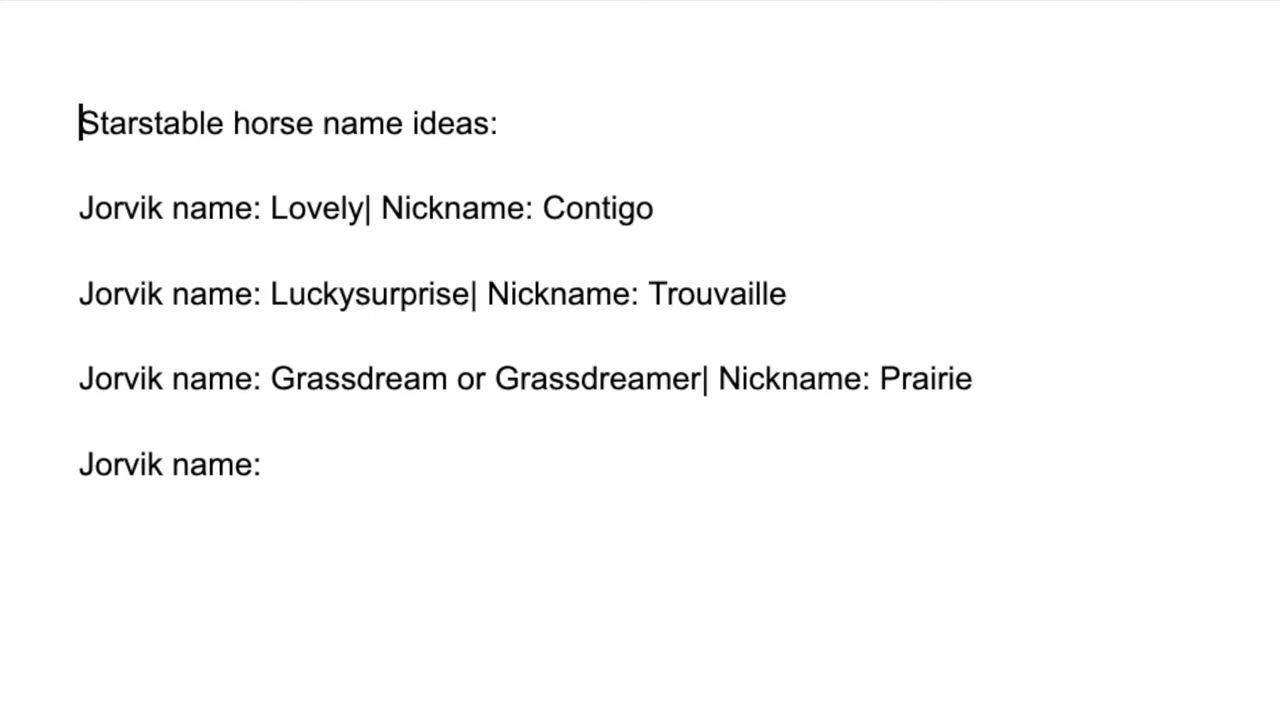 Starstable horse name ideas:
Jorvik name: Lovely| Nickname: Contigo
Jorvik name: Luckysurprise| Nickname: Trouvaille
Jorvik name: Grassdream or Grassdreamer| Nickname: Prairie
Jorvik name: